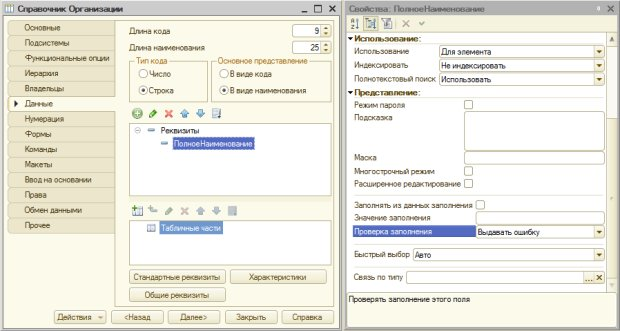 Справочник Организации
Основные
Подсистемы
Функциональные опции
Иерархия
Владельцы
Данные
Нумерация
Формы
Команды
Макеты
Ввод на основании
Права
Обмен данными
Прочее
Длина кода 9
Длина наименования 25
Тип кода
Число
Строка
Основное представление
В виде кода
В виде наименования
Реквизиты
ПолноеНаименование
Табличные части
Стандартные реквизиты Характеристики
Общие реквизиты
Действия <Назад Далее> Закрыть Справка
Свойства: ПолноеНаименование
Использование:
Использование Для элемента
Индексировать Не индексировать
Полнотекстовый поиск Использовать
Представление:
Режим пароля
Подсказка
Маска
Многострочный режим
Расширенное редактирование
Заполнять из данных заполнения
Значение заполнения
Проверка заполнения Выдавать ошибку
Быстрый выбор Авто
Связь по типу ... ×
Проверять заполнение этого поля